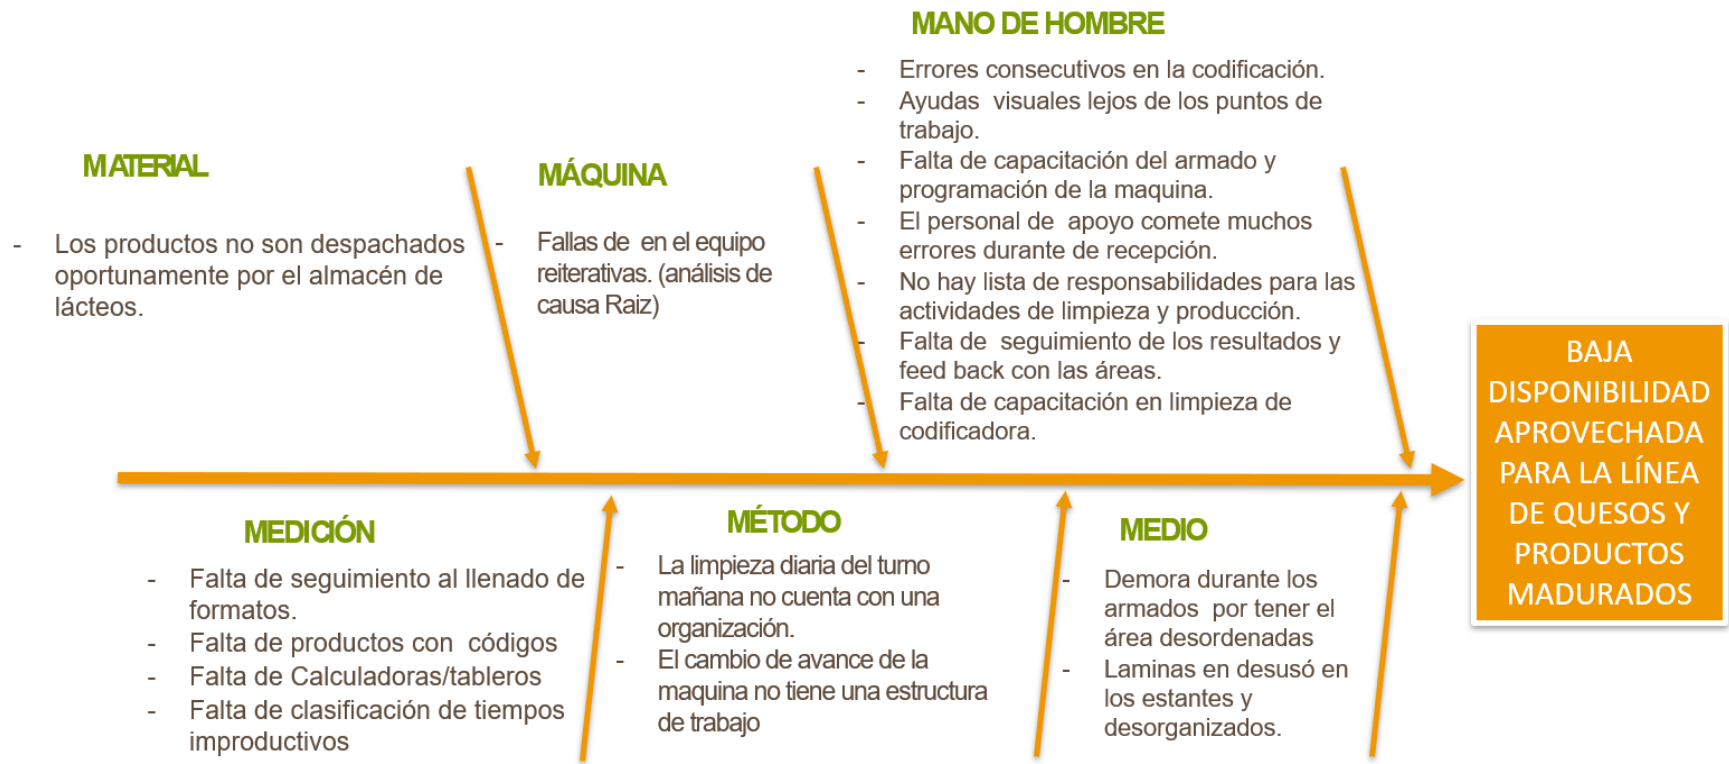 MANO DE HOMBRE
- Errores consecutivos en la codificación.
- Ayudas visuales lejos de los puntos de
trabajo.
- Falta de capacitación del armado y
programación de la maquina.
- El personal de apoyo comete muchos
errores durante de recepción.
- No hay lista de responsabilidades para las
actividades de limpieza y producción.
- Falta de seguimiento de los resultados y
feed back con las áreas.
- Falta de capacitación en limpieza de
codificadora.
MATERIAL
- Los productos no son despachados
oportunamente por el almacén de
lácteos.
MÁQUINA
- Fallas de en el equipo
reiterativas. (análisis de
causa Raiz)
BAJA
DISPONIBILIDAD
APROVECHADA
PARA LA LÍNEA
DE QUESOS Y
PRODUCTOS
MADURADOS
MEDICIÓN
- Falta de seguimiento al llenado de
formatos.
- Falta de productos con códigos
- Falta de Calculadoras/tableros
- Falta de clasificación de tiempos
improductivos
MÉTODO
- La limpieza diaria del turno
mañana no cuenta con una
organización.
- El cambio de avance de la
maquina no tiene una estructura
de trabajo
MEDIO
- Demora durante los
armados por tener el
área desordenadas
- Laminas en desusó en
los estantes y
desorganizados.